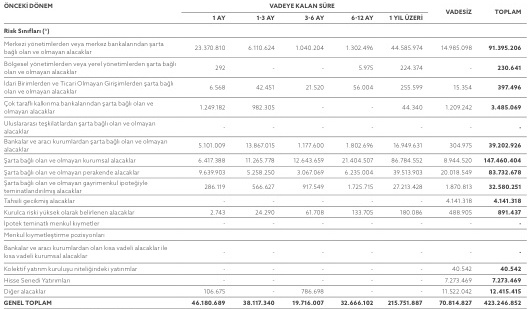 ÖNCEKİ DÖNEM VADEYE KALAN SÜRE VADESİZ TOPLAM
1 AY 1-3 AY 3-6 AY 6-12 AY 1 YIL ÜZERİ
Risk Sınıfları (*)
Merkezi yönetimlerden veya merkez bankalarından şarta
bağlı olan ve olmayan alacaklar 23.370.810 6.110.624 1.040.204 1.302.496 44.585.974 14.985.098 91.395.206
Bölgesel yönetimlerden veya yerel yönetimlerden şarta bağlı
olan ve olmayan alacaklar 292 - - 5.975 224.374 - 230.641
İdari Birimlerden ve Ticari Olmayan Girişimlerden şarta bağlı
olan ve olmayan alacaklar 6.568 42.451 21.520 56.004 255.599 15.354 397.496
Çok taraflı kalkınma bankalarından şarta bağlı olan ve
olmayan alacaklar 1.249.182 982.305 - - 44.340 1.209.242 3.485.069
Uluslararası teşkilatlardan şarta bağlı olan ve olmayan
alacaklar - - - - - - -
Bankalar ve aracı kurumlardan şarta bağlı olan ve olmayan
alacaklar 5.101.009 13.867.015 1.177.600 1.802.696 16.949.631 304.975 39.202.926
Şarta bağlı olan ve olmayan kurumsal alacaklar 6.417.388 11.265.778 12.643.659 21.404.507 86.784.552 8.944.520 147.460.404
Şarta bağlı olan ve olmayan perakende alacaklar 9.639.903 5.258.250 3.067.069 6.235.004 39.513.903 20.018.549 83.732.678
Şarta bağlı olan ve olmayan gayrimenkul ipoteğiyle
teminatlandırılmış alacaklar 286.119 566.627 917.549 1.725.715 27.213.428 1.870.813 32.580.251
Tahsili gecikmiş alacaklar - - - - - 4.141.318 4.141.318
Kurulca riski yüksek olarak belirlenen alacaklar 2.743 24.290 61.708 133.705 180.086 488.905 891.437
İpotek teminatlı menkul kıymetler - - - - - - -
Menkul kıymetleştirme pozisyonları
Bankalar ve aracı kurumlardan olan kısa vadeli alacaklar ile
kısa vadeli kurumsal alacaklar - - - - - - -
Kolektif yatırım kuruluşu niteliğindeki yatırımlar - - - - - 40.542 40.542
Hisse Senedi Yatırımları - - - - - 7.273.469 7.273.469
Diğer alacaklar 106.675 - 786.698 - - 11.522.042 12.415.415
GENEL TOPLAM 46.180.689 38.117.340 19.716.007 32.666.102 215.751.887 70.814.827 423.246.852